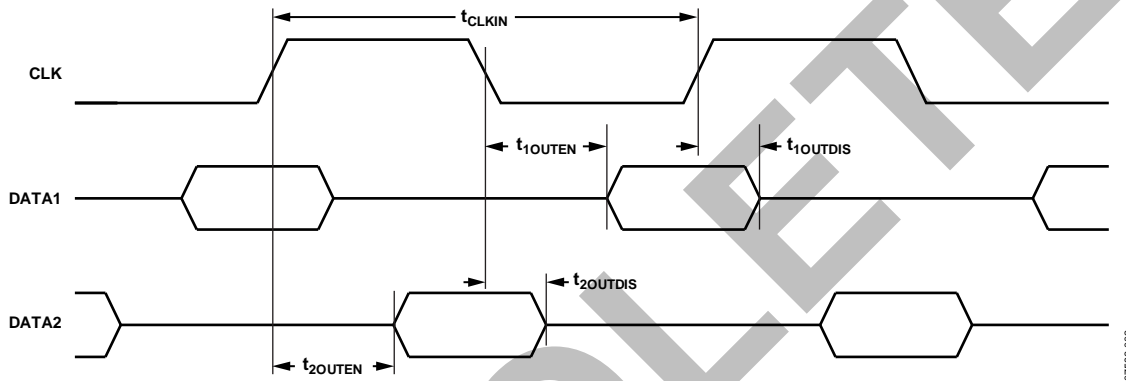 tCLKIN
CLK
t1OUTEN
t1OUTDIS
DATA1
t2OUTDIS
DATA2
t2OUTEN